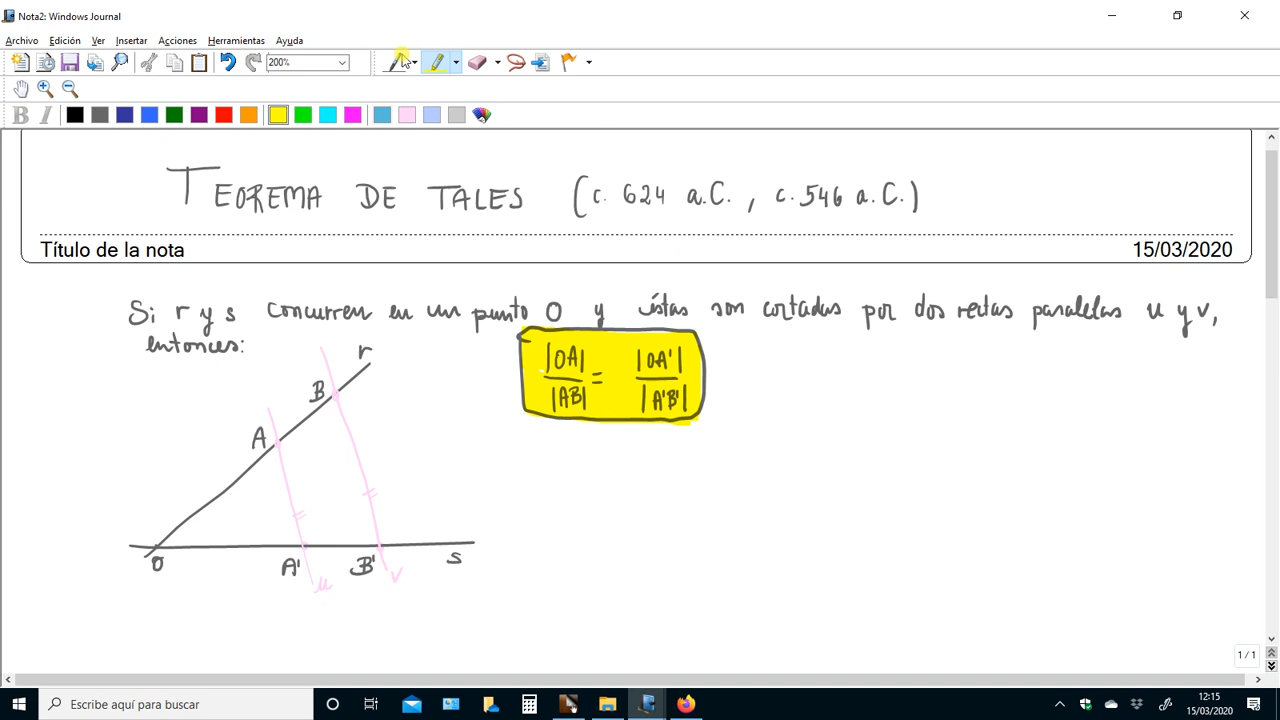 Nota2: Windows Journal
Archivo Edición Ver Insertar Acciones Herramientas Ayuda
200%
B I
TEOREMA DE TALES (c. 624 a.C., c. 546 a.C.)
Título de la nota 15/03/2020
Si r y s concurren en un punto O y éstas son cortadas por dos rectas paralelas u y v,
entonces:
|OA| / |AB| = |OA'| / |A'B'|
r
B
A
O A' B' s
u v
1 / 1
Escribe aquí para buscar
12:15
15/03/2020